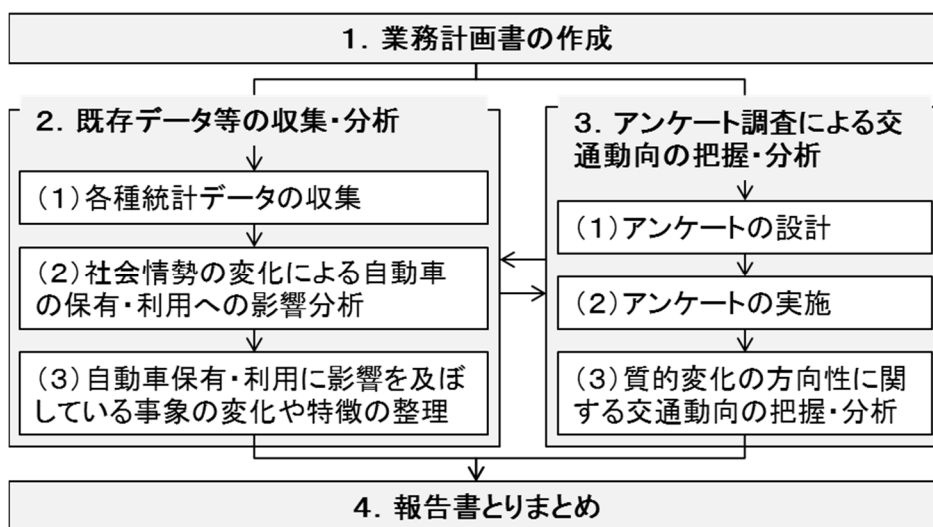 1. 業務計画書の作成
2. 既存データ等の収集・分析
(1)各種統計データの収集
(2)社会情勢の変化による自動車
の保有・利用への影響分析
(3)自動車保有・利用に影響を及ぼ
している事象の変化や特徴の整理
3. アンケート調査による交
通動向の把握・分析
(1)アンケートの設計
(2)アンケートの実施
(3)質的変化の方向性に関
する交通動向の把握・分析
4. 報告書とりまとめ